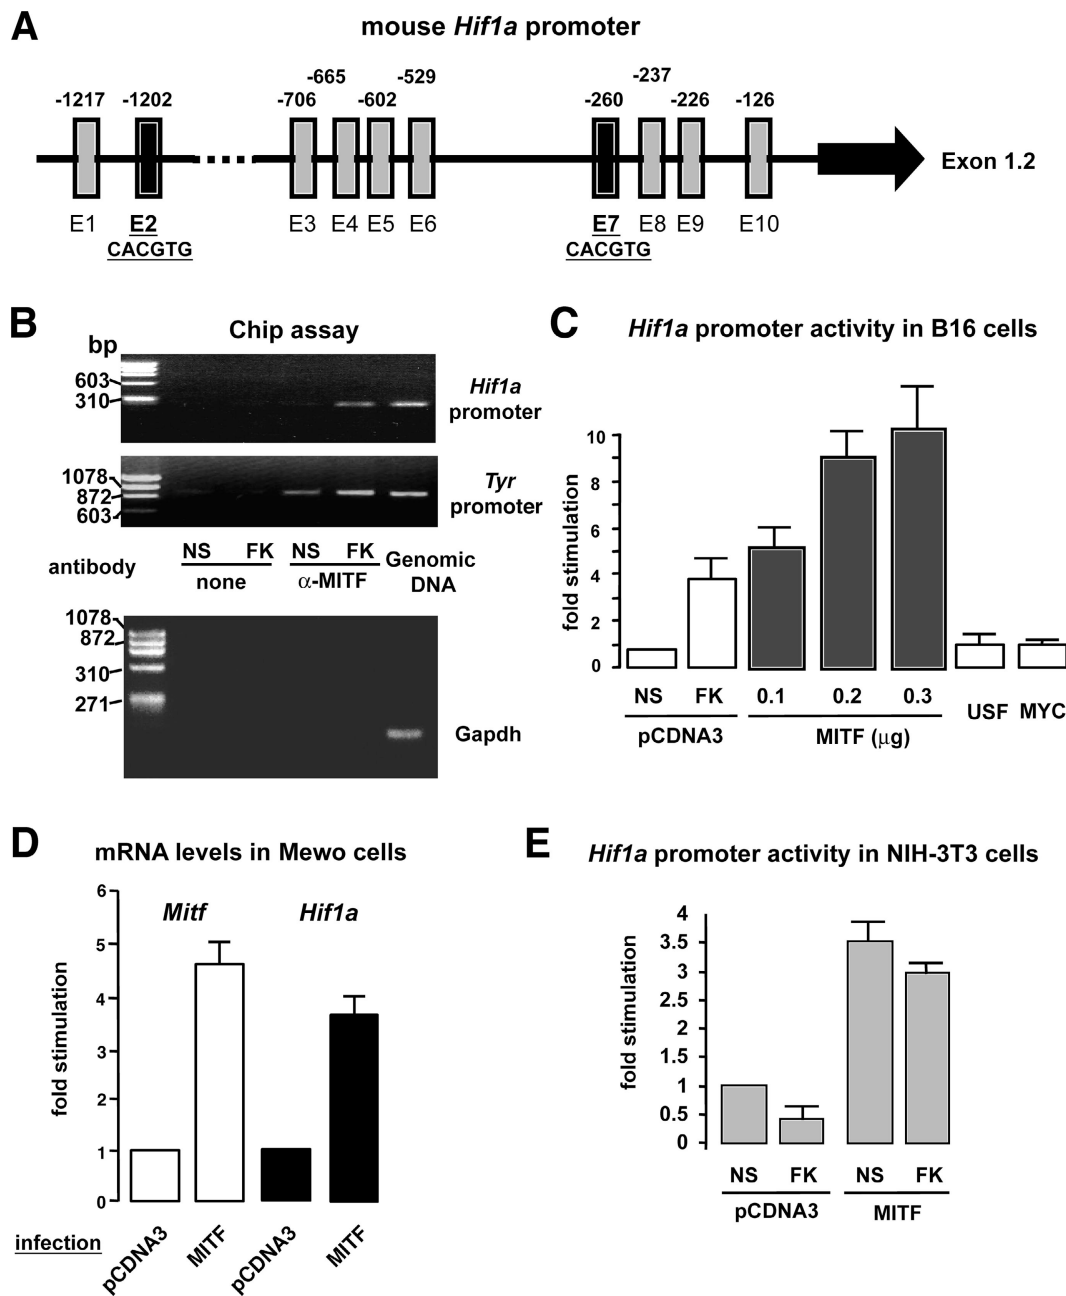 A
mouse Hif1a promoter
-665 -529 -237
-1217 -1202 -706 -602 -260 -226 -126
Exon 1.2
E1 E2 E3 E4 E5 E6 E7 E8 E9 E10
CACGTG CACGTG
B
Chip assay
bp
603
310
Hif1a
promoter
1078
872
603
Tyr
promoter
antibody
NS FK NS FK Genomic
none α-MITF DNA
1078
872
310
271
Gapdh
C
Hif1a promoter activity in B16 cells
fold stimulation
10
8
6
4
2
1
0
NS FK 0.1 0.2 0.3
pCDNA3 MITF (μg) USF MYC
D
mRNA levels in Mewo cells
Mitf Hif1a
fold stimulation
6
5
4
3
2
1
0
infection pCDNA3 MITF pCDNA3 MITF
E
Hif1a promoter activity in NIH-3T3 cells
fold stimulation
4
3.5
3
2.5
2
1.5
1
0.5
0
NS FK NS FK
pCDNA3 MITF